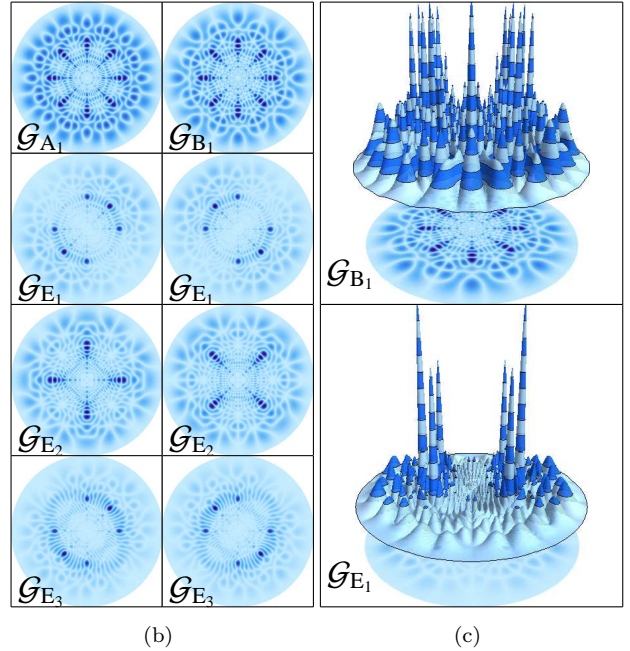 𝒢A₁ 𝒢B₁
𝒢E₁ 𝒢E₁
𝒢E₂ 𝒢E₂
𝒢E₃ 𝒢E₃
𝒢B₁
𝒢E₁
(b) (c)